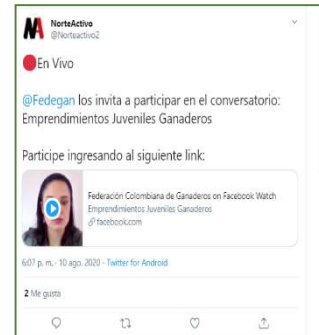 NorteActivo
@Norteactivo2
En Vivo
@Fedegan los invita a participar en el conversatorio:
Emprendimientos Juveniles Ganaderos
Participe ingresando al siguiente link:
Federación Colombiana de Ganaderos on Facebook Watch
Emprendimientos Juveniles Ganaderos
facebook.com
6:07 p. m. · 10 ago. 2020 · Twitter for Android
2 Me gusta